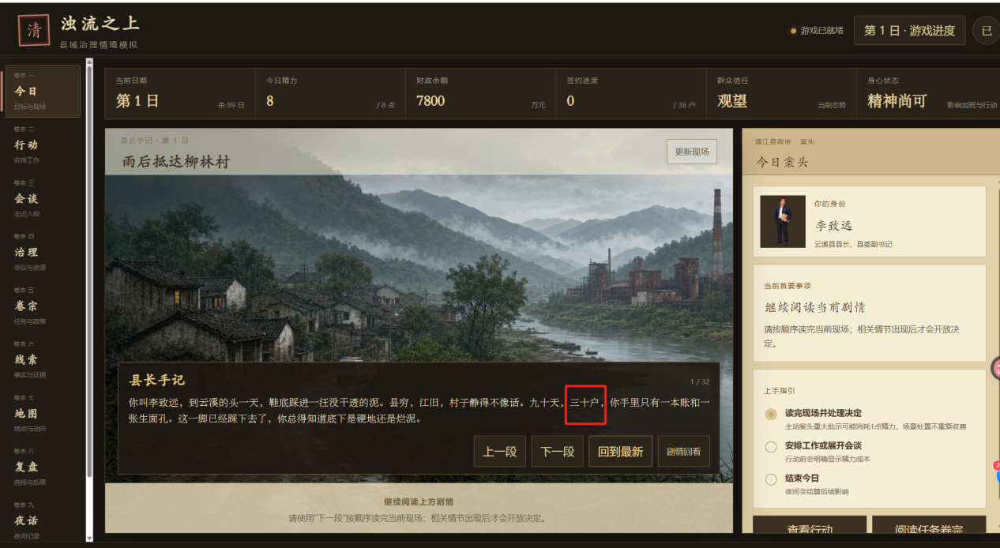 清
浊流之上
县域治理情境模拟
游戏已就绪
第 1 日 · 游戏进度
已
卷宗 一
今日
目标与现场
卷宗 二
行动
安排工作
卷宗 三
会谈
走近人物
卷宗 四
治理
会议与资源
卷宗 五
卷宗
任务与政策
卷宗 六
线索
事实与证据
卷宗 七
地图
地点与动向
卷宗 八
复盘
选择与后果
卷宗 九
夜话
夜间记录
当前日期
第 1 日
余 89 日
今日精力
8
/ 8 点
财政余额
7800
万元
签约进度
0
/ 36 户
群众信任
观望
当前态势
身心状态
精神尚可
影响加班与行动
县长手记 · 第 1 日
雨后抵达柳林村
更新现场
县长手记
1 / 32
你叫李致远，到云溪的头一天，鞋底踩进一汪没干透的泥。县穷，江旧，村子静得不像话。九十天，三十户，你手里只有一本账和一
张生面孔。这一脚已经踩下去了，你总得知道底下是硬地还是烂泥。
上一段
下一段
回到最新
剧情回看
继续阅读上方剧情
请使用“下一段”按顺序读完当前现场；相关情节出现后才会开放决定。
清江县政府 · 案头
今日案头
你的身份
李致远
云溪县县长、县委副书记
当前首要事项
继续阅读当前剧情
请按顺序读完当前现场；相关情节出现后才会开放决
定。
上手指引
读完现场并处理决定
主动案头重大批示可能消耗1点精力，场景处置不重复收费
安排工作或展开会谈
行动前会明确显示精力成本
结束今日
夜间会结算后续影响
查看行动
阅读任务卷宗
2